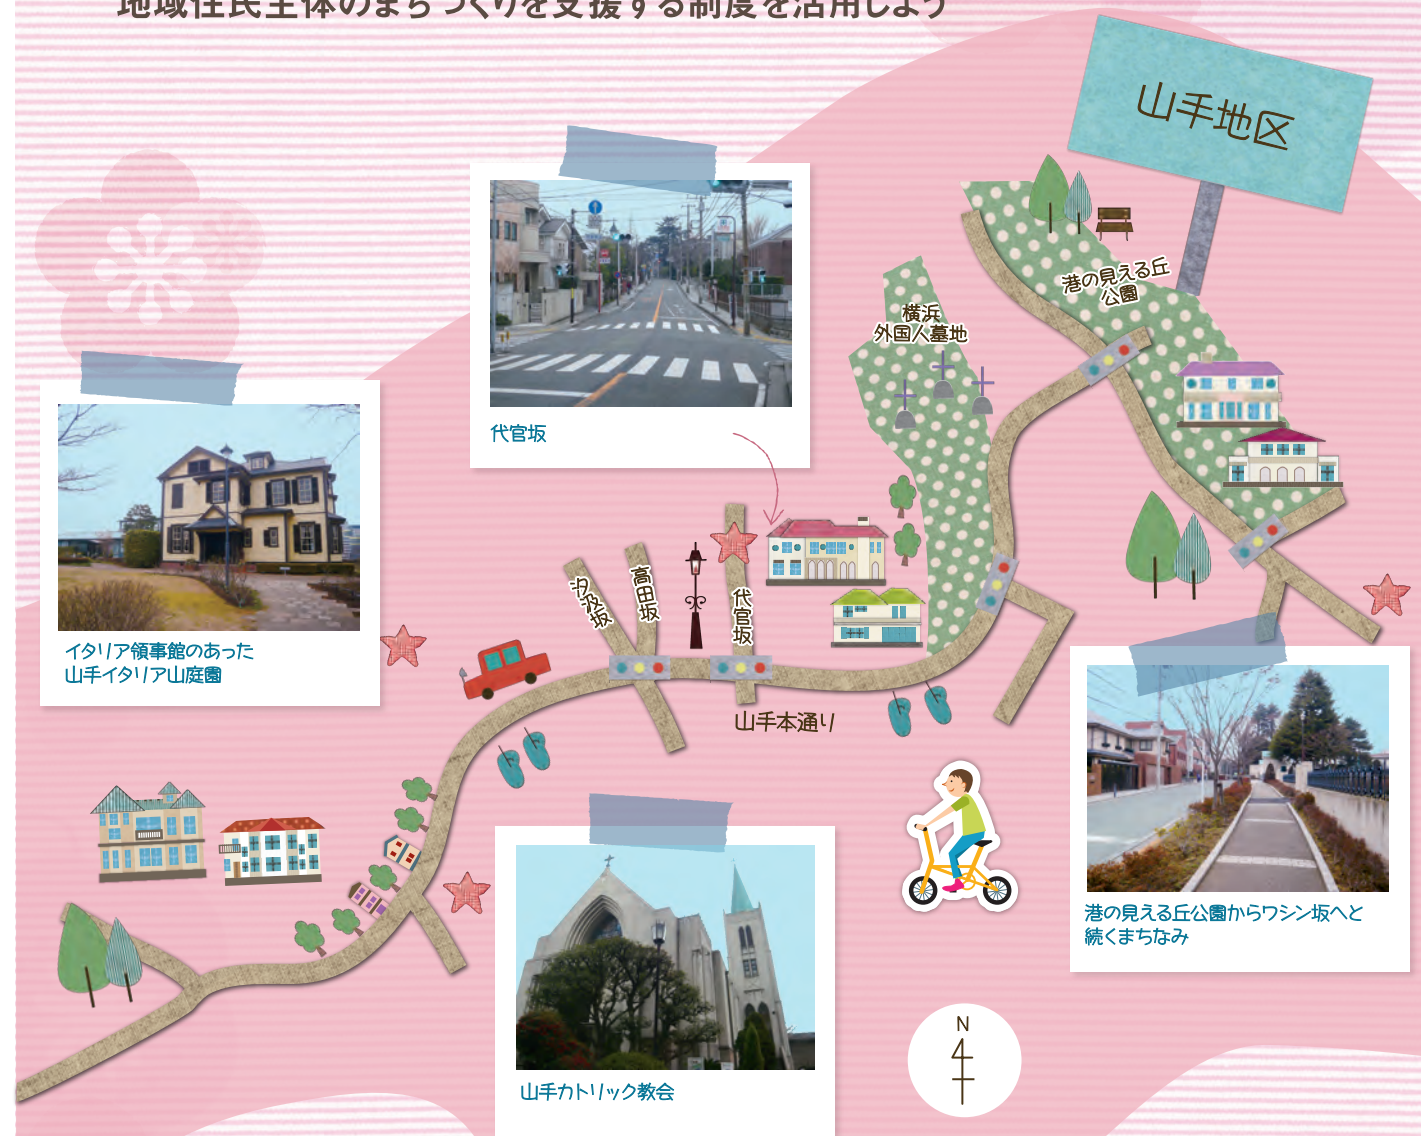 地域住民主体のまちづくりを支援する制度を活用しよう
山手地区
港の見える丘
公園
横浜
外国人墓地
代官坂
汐汲坂
高田坂
代官坂
イタリア領事館のあった
山手イタリア山庭園
山手本通り
港の見える丘公園からワシン坂へと
続くまちなみ
N
山手カトリック教会